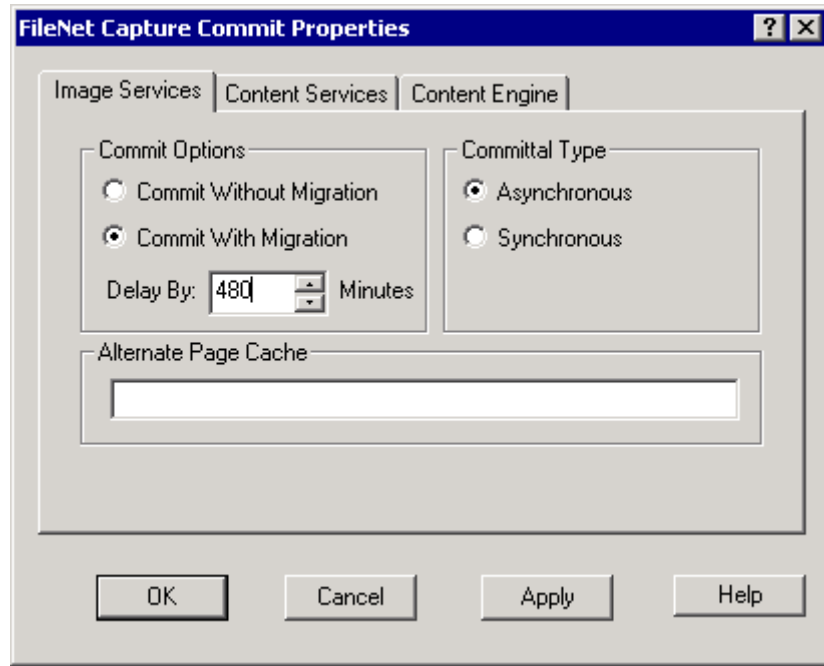 FileNet Capture Commit Properties
Image Services Content Services Content Engine
Commit Options
Commit Without Migration
Commit With Migration
Delay By: 480 Minutes
Committal Type
Asynchronous
Synchronous
Alternate Page Cache
OK Cancel Apply Help